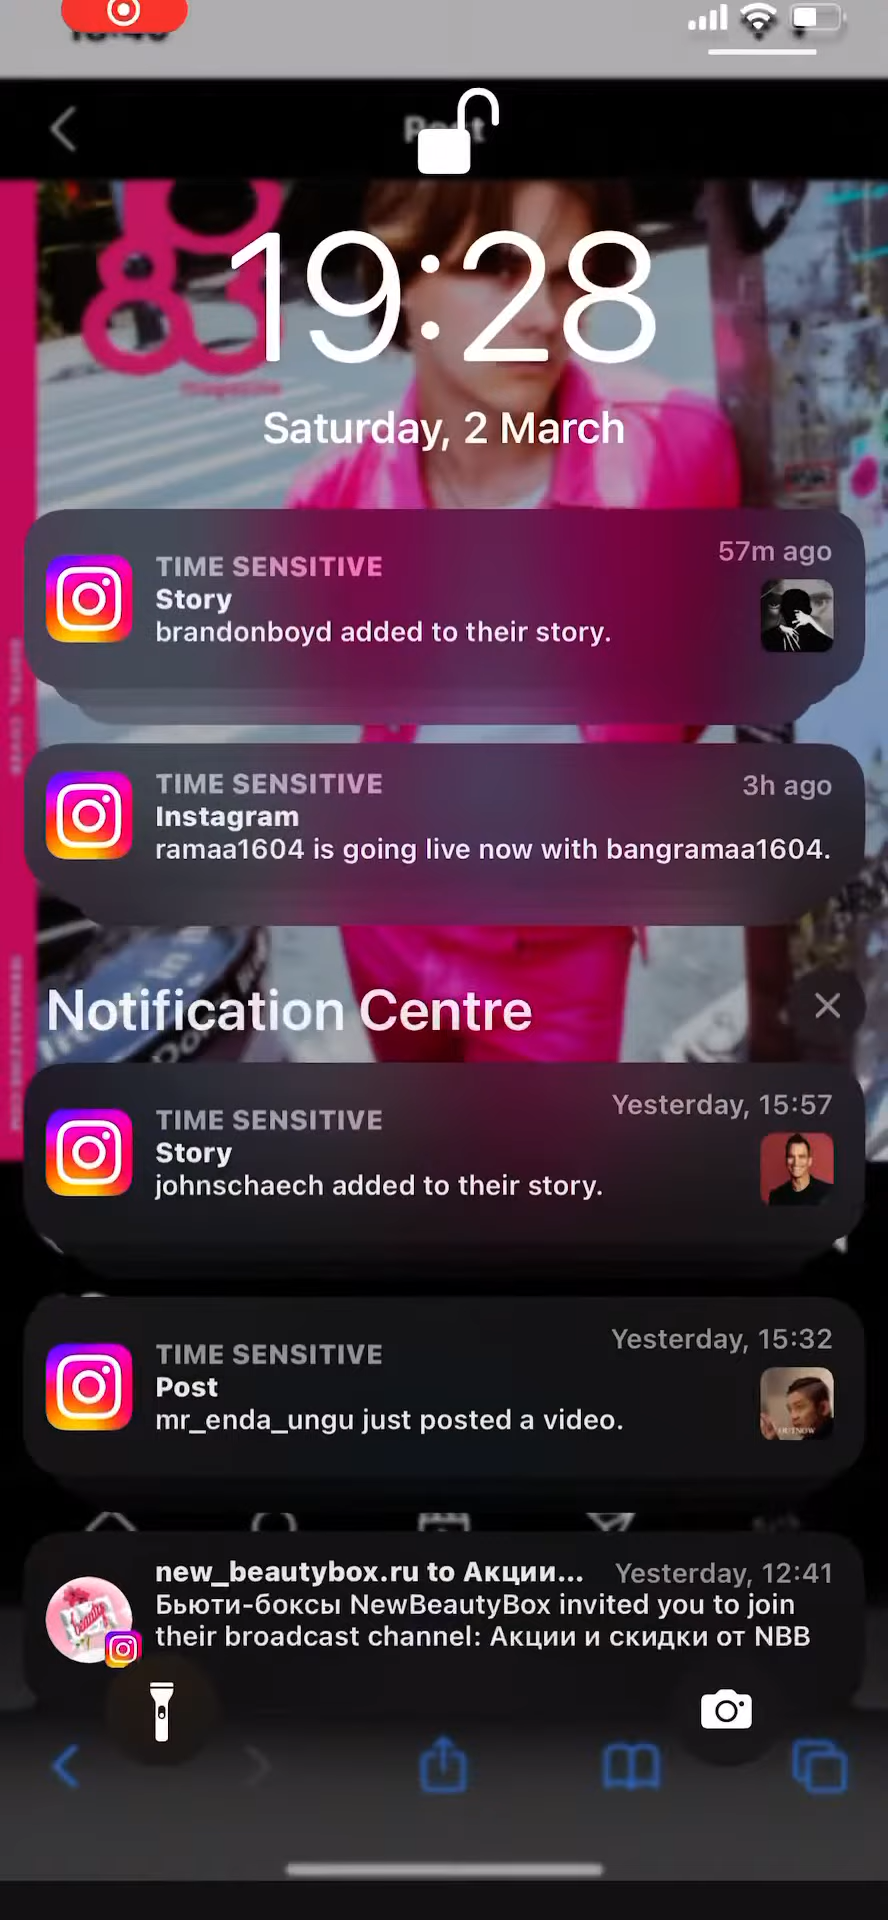 Post
19:28
Saturday, 2 March
magazine
TIME SENSITIVE
57m ago
Story
brandonboyd added to their story.
TIME SENSITIVE
3h ago
Instagram
ramaa1604 is going live now with bangramaa1604.
Notification Centre
Yesterday, 15:57
TIME SENSITIVE
Story
johnschaech added to their story.
Yesterday, 15:32
TIME SENSITIVE
Post
mr_enda_ungu just posted a video.
new_beautybox.ru to Акции...
Yesterday, 12:41
Бьюти-боксы NewBeautyBox invited you to join
their broadcast channel: Акции и скидки от NBB